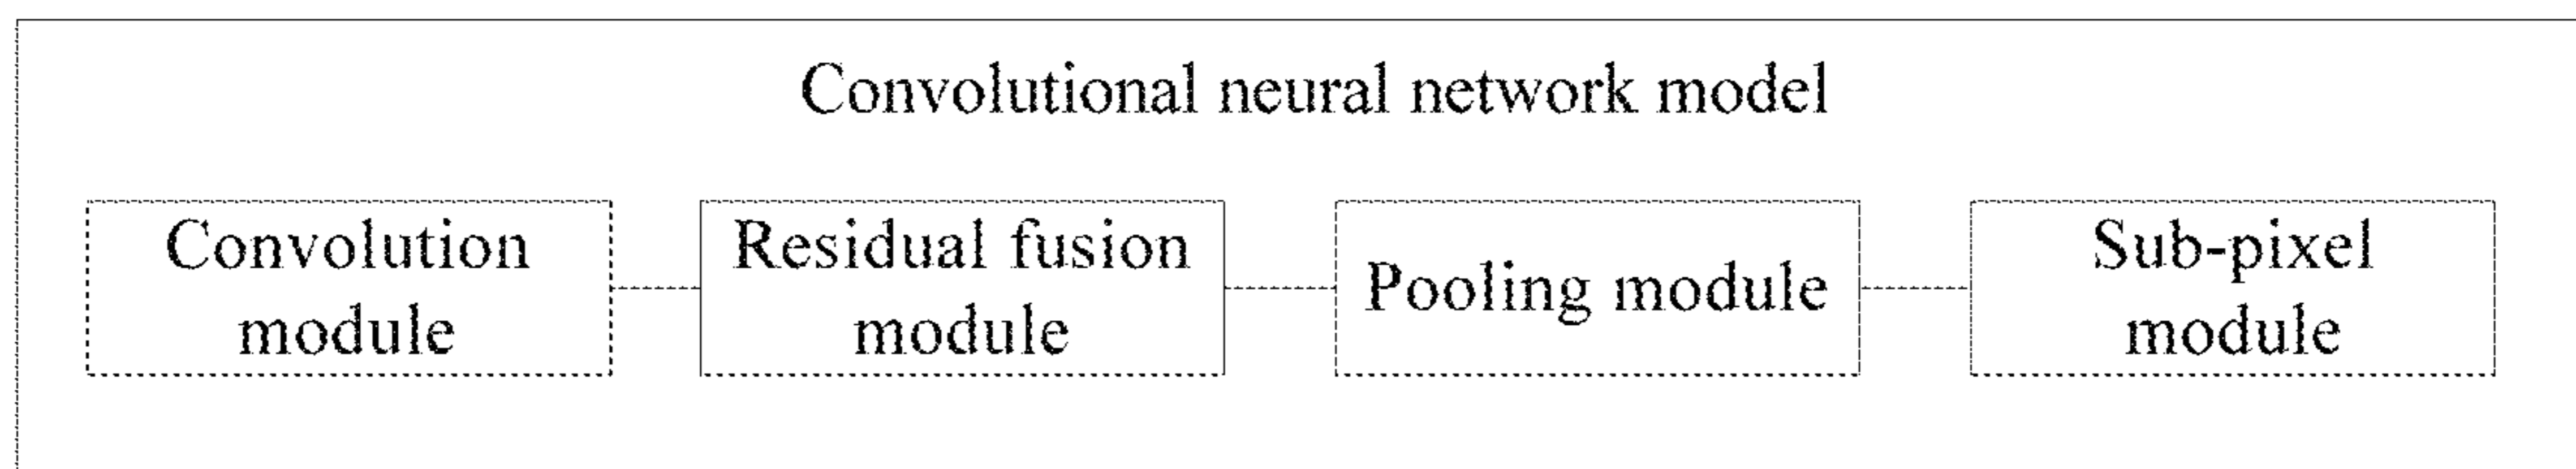 Convolutional neural network model
Convolution
module
Residual fusion
module
Pooling module
Sub-pixel
module